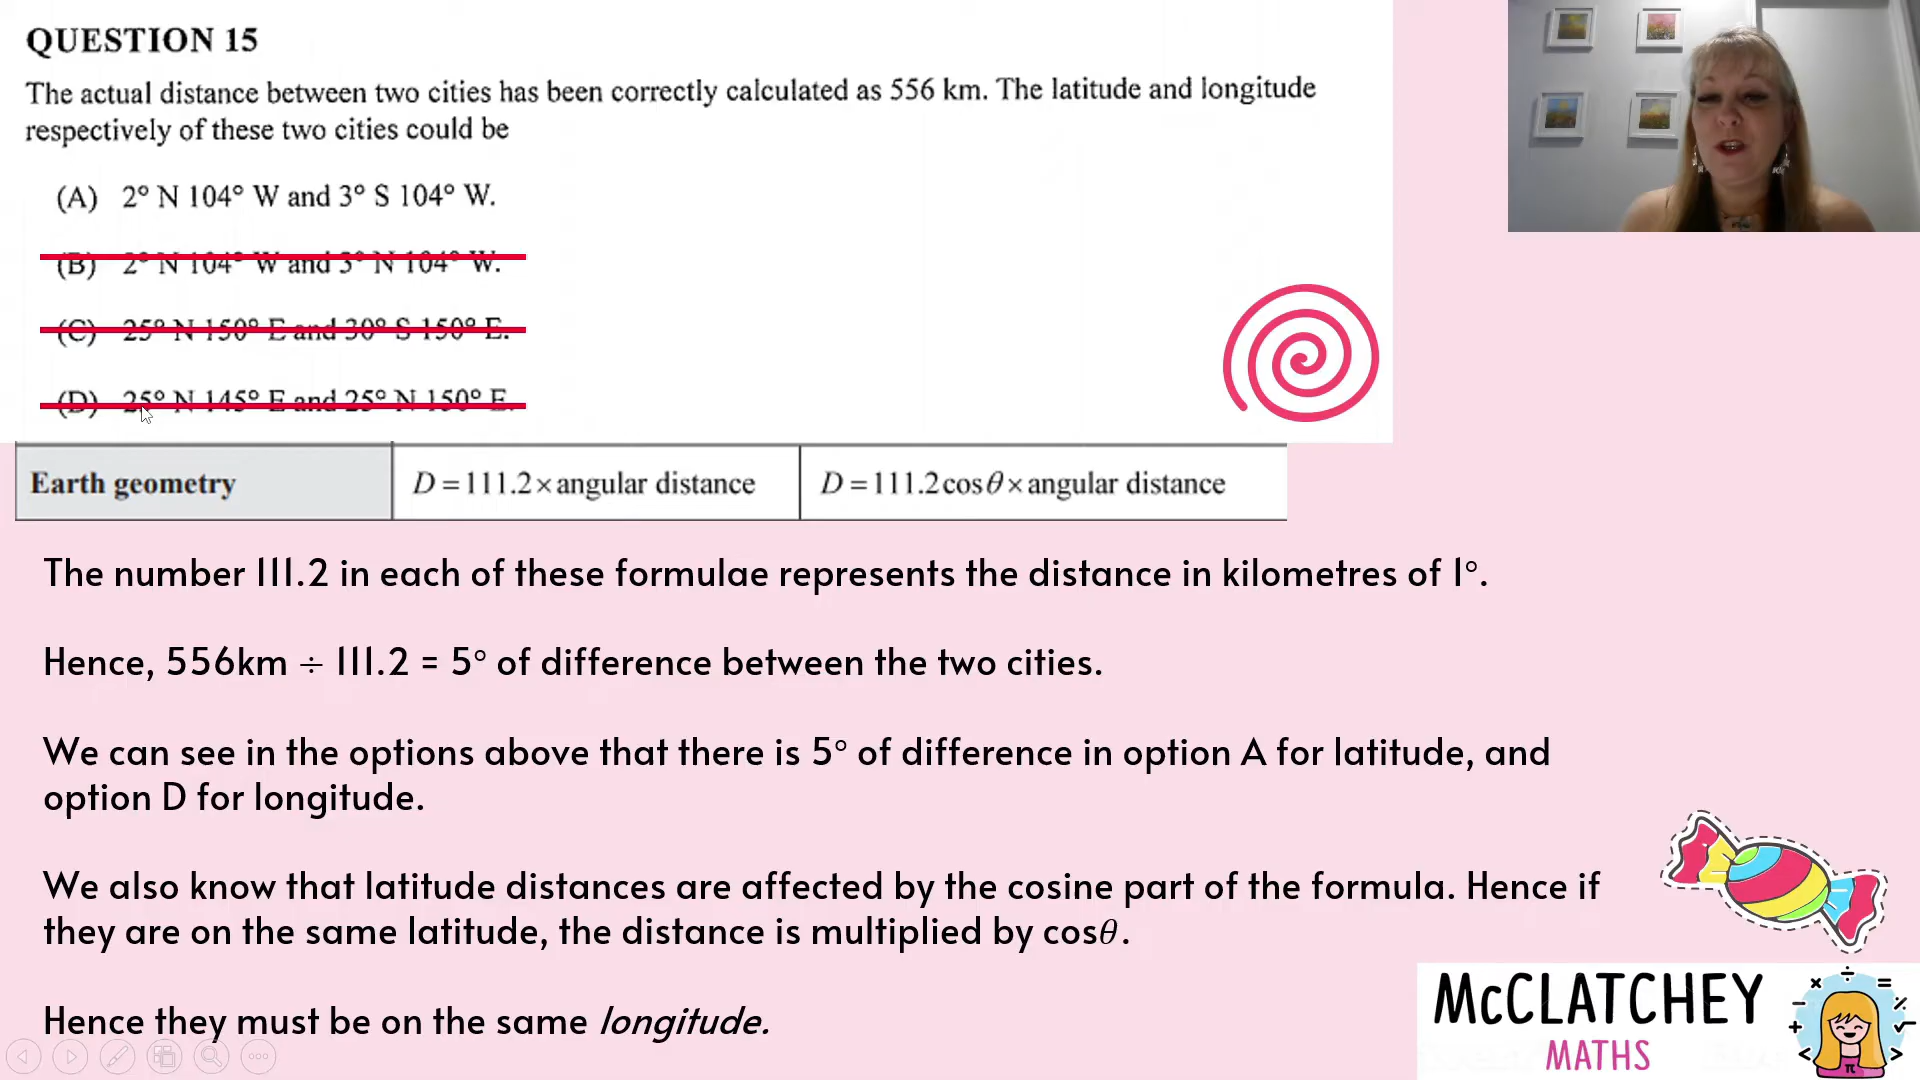 QUESTION 15
The actual distance between two cities has been correctly calculated as 556 km. The latitude and longitude
respectively of these two cities could be
(A) 2° N 104° W and 3° S 104° W.
(B) 2° N 104° W and 3° N 104° W.
(C) 25° N 150° E and 30° S 150° E.
(D) 25° N 145° E and 25° N 150° E.
Earth geometry D = 111.2 × angular distance D = 111.2 cos θ × angular distance
The number 111.2 in each of these formulae represents the distance in kilometres of 1°.
Hence, 556km ÷ 111.2 = 5° of difference between the two cities.
We can see in the options above that there is 5° of difference in option A for latitude, and
option D for longitude.
We also know that latitude distances are affected by the cosine part of the formula. Hence if
they are on the same latitude, the distance is multiplied by cosθ.
Hence they must be on the same longitude.
McCLATCHEY
MATHS